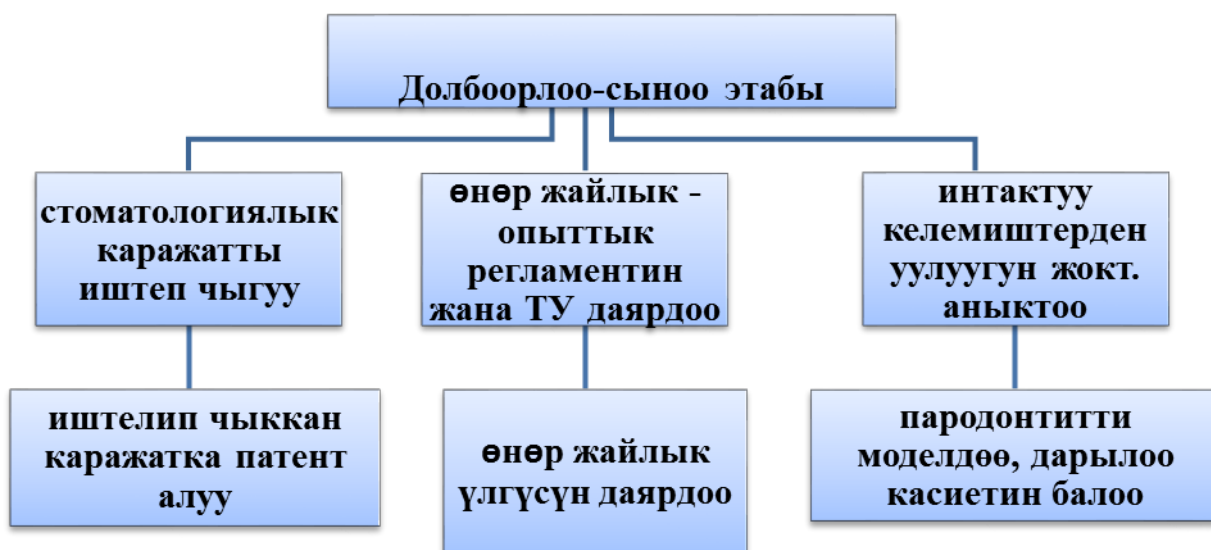 Долбоорлоо-сыноо этабы
стоматологиялык
каражатты
иштеп чыгуу
өнөр жайлык -
опыттык
регламентин
жана ТУ даярдоо
интактуу
келемиштерден
уулуугун жокт.
аныктоо
иштелип чыккан
каражатка патент
алуу
өнөр жайлык
үлгүсүн даярдоо
пародонтитти
моделдөө, дарылоо
касиетин балоо